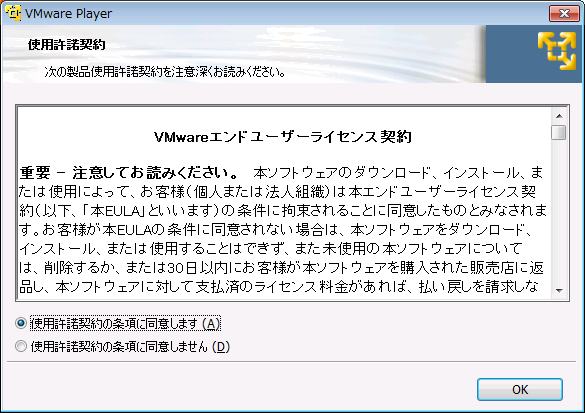 VMware Player
使用許諾契約
次の製品使用許諾契約を注意深くお読みください。
VMwareエンドユーザーライセンス契約
重要 － 注意してお読みください。 本ソフトウェアのダウンロード、インストール、ま
たは使用によって、お客様（個人または法人組織）は本エンドユーザーライセンス契
約（以下、「本EULA」といいます）の条件に拘束されることに同意したものとみなされま
す。お客様が本EULAの条件に同意されない場合は、本ソフトウェアをダウンロード、
インストール、または使用することはできず、また未使用の本ソフトウェアについて
は、削除するか、または30日以内にお客様が本ソフトウェアを購入された販売店に返
品し、本ソフトウェアに対して支払済のライセンス料金があれば、払い戻しを請求しな
使用許諾契約の条項に同意します (A)
使用許諾契約の条項に同意しません (D)
OK